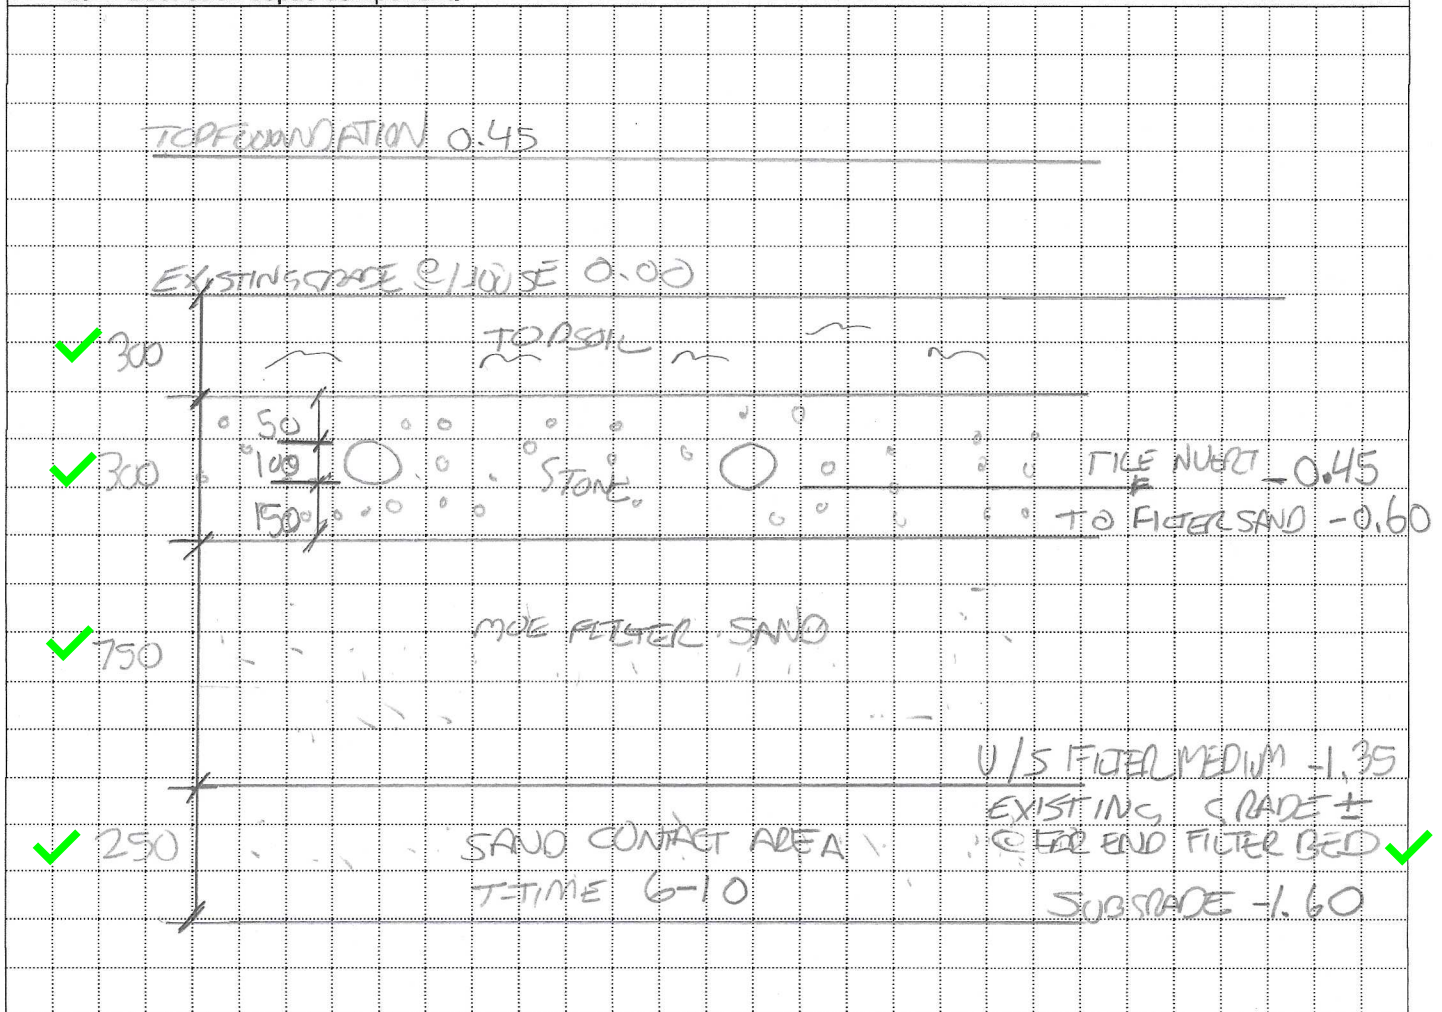 TOP FOUNDATION 0.45
EXISTING GRADE @ HOUSE 0.00
300
TOPSOIL
50
300
100
STONE
TILE INVERT -0.45
150
TO FILTER SAND -0.60
MOE FILTER SAND
750
U/S FILTER MEDIUM -1.35
EXISTING GRADE ±
250
SAND CONTACT AREA
@ FAR END FILTER BED
T-TIME 6-10
SUBGRADE -1.60